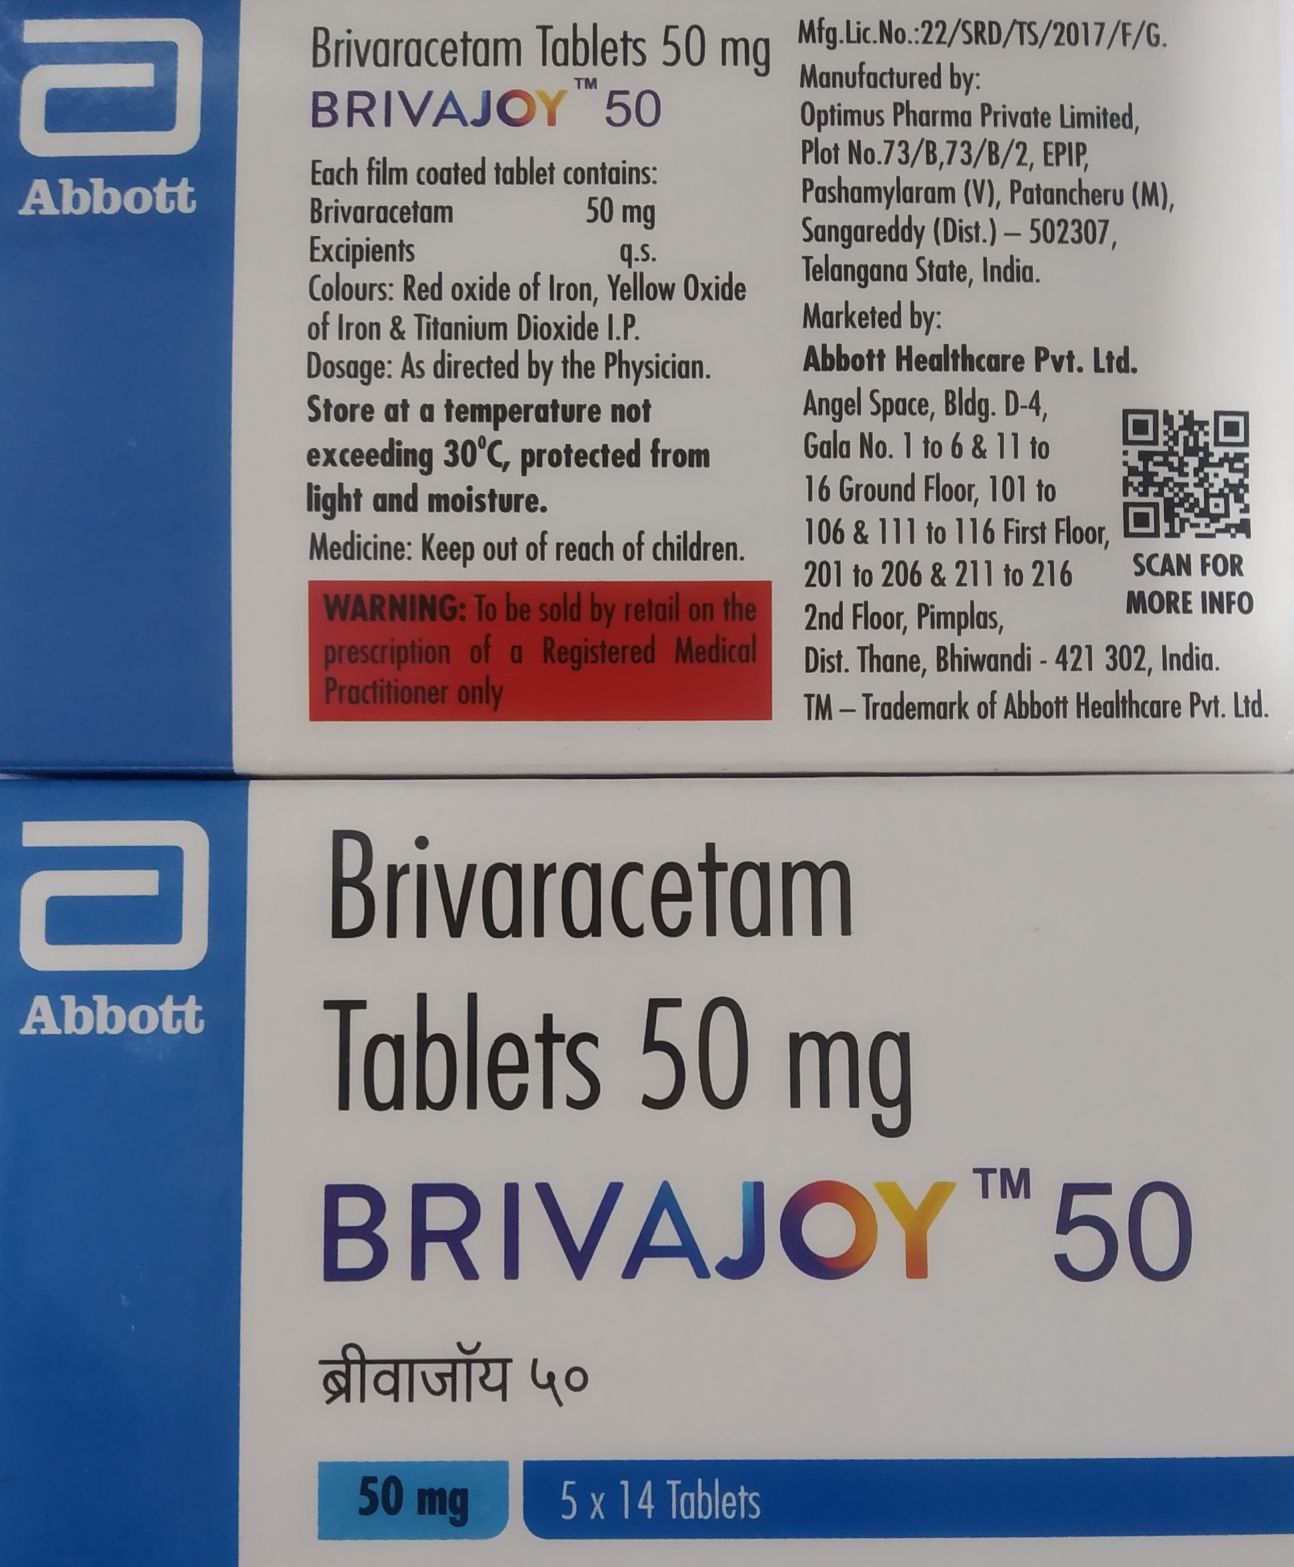 Abbott
Brivaracetam Tablets 50 mg
BRIVAJOY™ 50
Each film coated tablet contains:
Brivaracetam 50 mg
Excipients q.s.
Colours: Red oxide of Iron, Yellow Oxide
of Iron & Titanium Dioxide I.P.
Dosage: As directed by the Physician.
Store at a temperature not
exceeding 30⁰C, protected from
light and moisture.
Medicine: Keep out of reach of children.
WARNING: To be sold by retail on the
prescription of a Registered Medical
Practitioner only
Mfg.Lic.No.:22/SRD/TS/2017/F/G.
Manufactured by:
Optimus Pharma Private Limited,
Plot No.73/B,73/B/2, EPIP,
Pashamylaram (V), Patancheru (M),
Sangareddy (Dist.) – 502307,
Telangana State, India.
Marketed by:
Abbott Healthcare Pvt. Ltd.
Angel Space, Bldg. D-4,
Gala No. 1 to 6 & 11 to
16 Ground Floor, 101 to
106 & 111 to 116 First Floor,
201 to 206 & 211 to 216
2nd Floor, Pimplas,
Dist. Thane, Bhiwandi - 421 302, India.
TM – Trademark of Abbott Healthcare Pvt. Ltd.
SCAN FOR
MORE INFO
Abbott
Brivaracetam
Tablets 50 mg
BRIVAJOY™ 50
ब्रीवाजॉय ५०
50 mg
5 x 14 Tablets